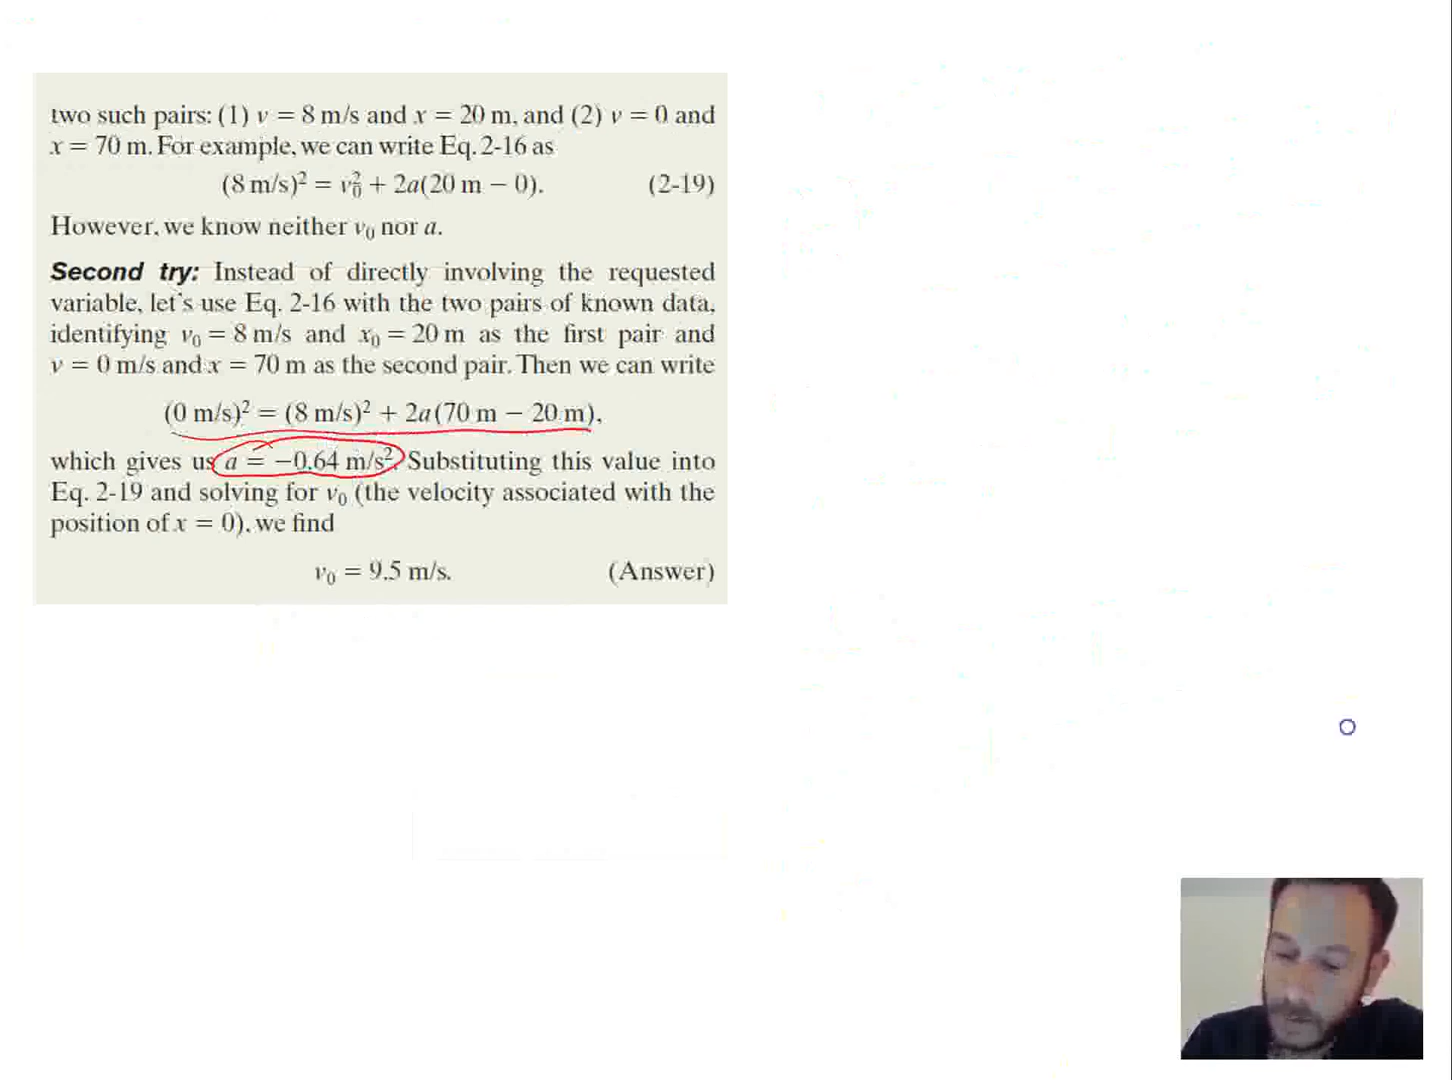 two such pairs: (1) v = 8 m/s and x = 20 m, and (2) v = 0 and
x = 70 m. For example, we can write Eq. 2-16 as
(8 m/s)² = v₀² + 2a(20 m − 0). (2-19)
However, we know neither v₀ nor a.
Second try: Instead of directly involving the requested
variable, let's use Eq. 2-16 with the two pairs of known data,
identifying v₀ = 8 m/s and x₀ = 20 m as the first pair and
v = 0 m/s and x = 70 m as the second pair. Then we can write
(0 m/s)² = (8 m/s)² + 2a(70 m − 20 m),
which gives us a = −0.64 m/s². Substituting this value into
Eq. 2-19 and solving for v₀ (the velocity associated with the
position of x = 0), we find
v₀ = 9.5 m/s. (Answer)